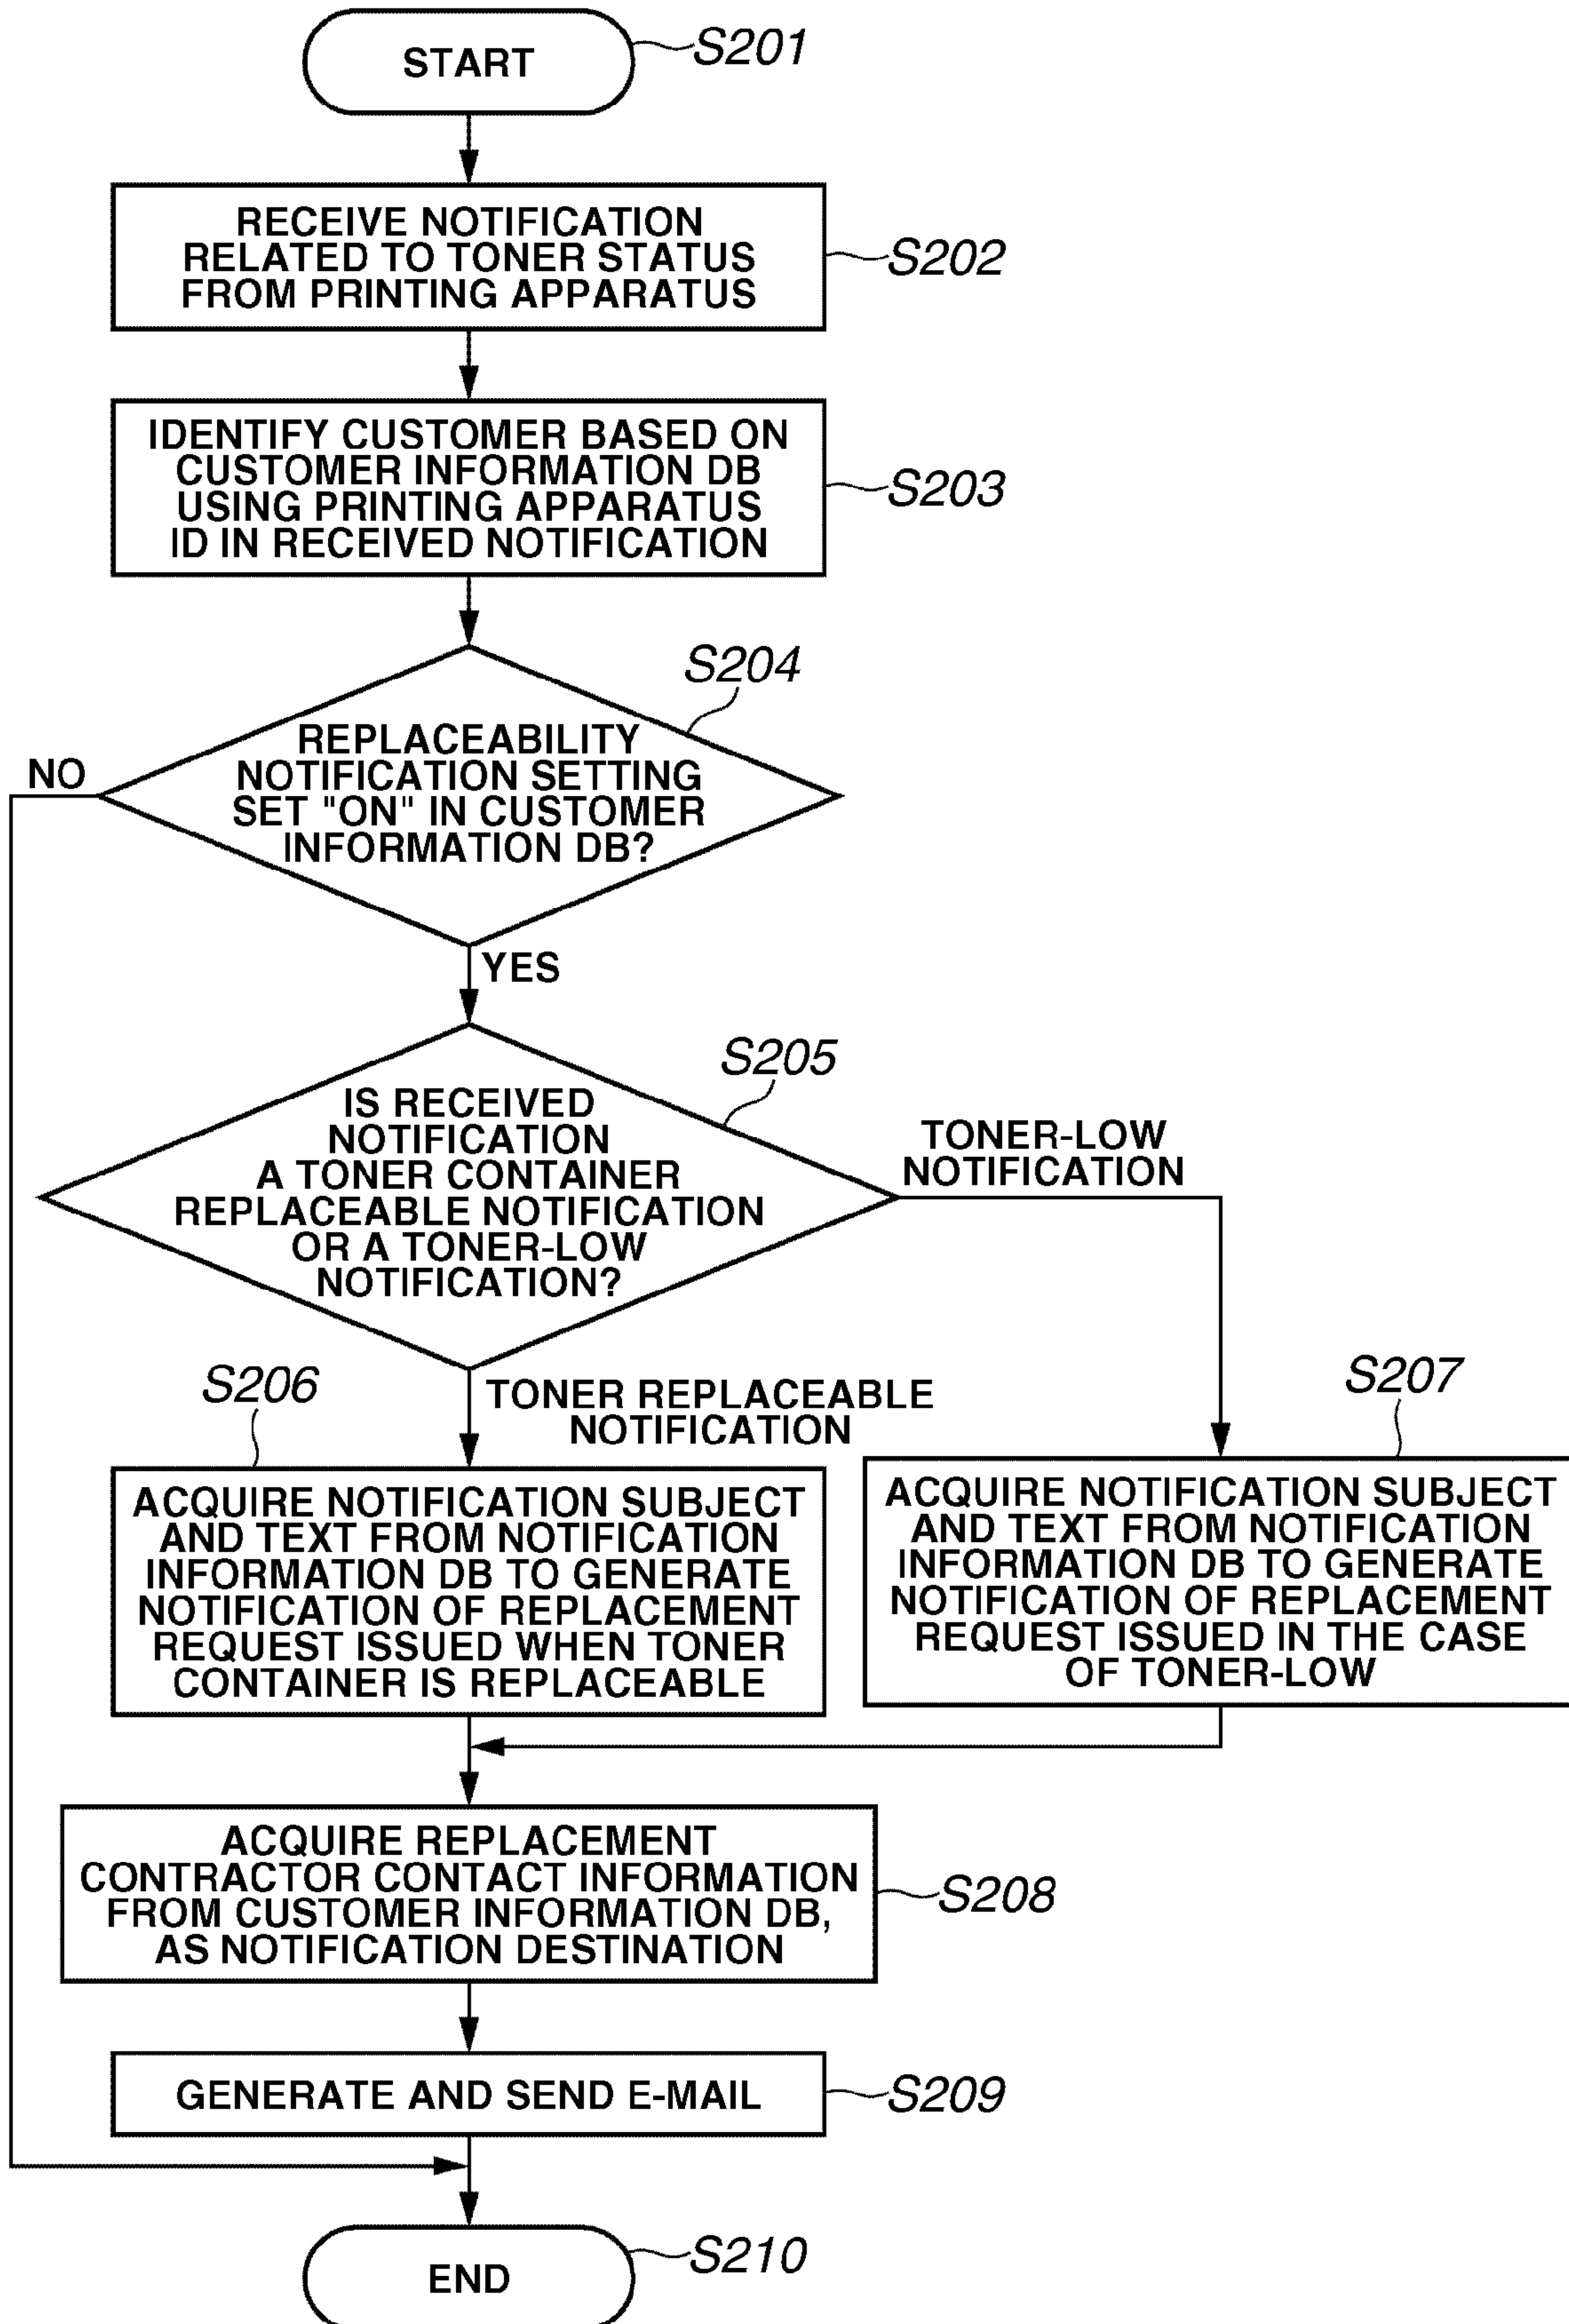 START
S201
RECEIVE NOTIFICATION
RELATED TO TONER STATUS
FROM PRINTING APPARATUS
S202
IDENTIFY CUSTOMER BASED ON
CUSTOMER INFORMATION DB
USING PRINTING APPARATUS
ID IN RECEIVED NOTIFICATION
S203
S204
REPLACEABILITY
NOTIFICATION SETTING
SET "ON" IN CUSTOMER
INFORMATION DB?
NO
YES
S205
IS RECEIVED
NOTIFICATION
A TONER CONTAINER
REPLACEABLE NOTIFICATION
OR A TONER-LOW
NOTIFICATION?
TONER-LOW
NOTIFICATION
S206
TONER REPLACEABLE
NOTIFICATION
S207
ACQUIRE NOTIFICATION SUBJECT
AND TEXT FROM NOTIFICATION
INFORMATION DB TO GENERATE
NOTIFICATION OF REPLACEMENT
REQUEST ISSUED WHEN TONER
CONTAINER IS REPLACEABLE
ACQUIRE NOTIFICATION SUBJECT
AND TEXT FROM NOTIFICATION
INFORMATION DB TO GENERATE
NOTIFICATION OF REPLACEMENT
REQUEST ISSUED IN THE CASE
OF TONER-LOW
ACQUIRE REPLACEMENT
CONTRACTOR CONTACT INFORMATION
FROM CUSTOMER INFORMATION DB,
AS NOTIFICATION DESTINATION
S208
GENERATE AND SEND E-MAIL
S209
END
S210